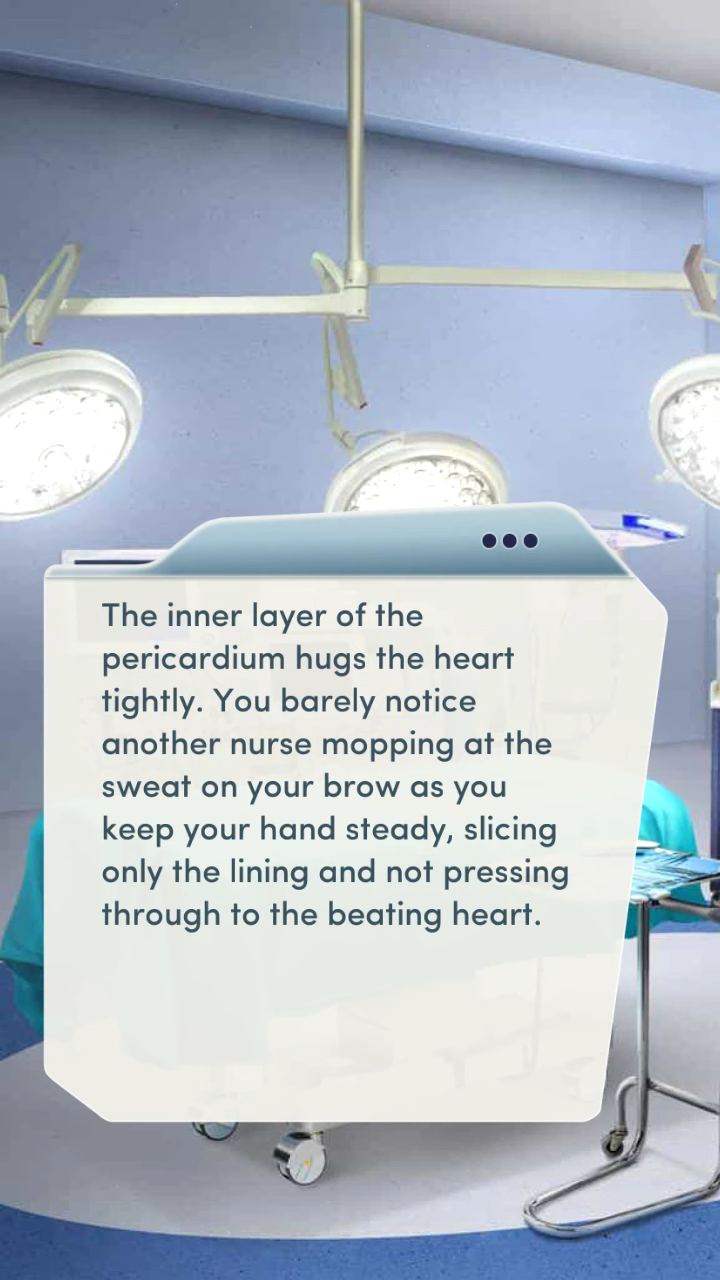 The inner layer of the
pericardium hugs the heart
tightly. You barely notice
another nurse mopping at the
sweat on your brow as you
keep your hand steady, slicing
only the lining and not pressing
through to the beating heart.